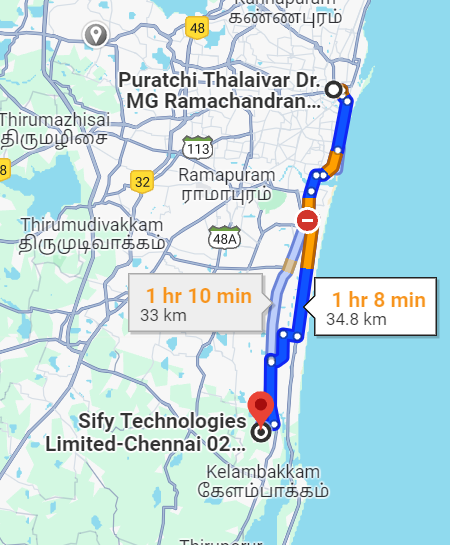 கண்ணபுரம்
48
Puratchi Thalaivar Dr.
MG Ramachandran...
Thirumazhisai
திருமழிசை
113
8
32
Ramapuram
ராமாபுரம்
Thirumudivakkam
திருமுடிவாக்கம்
48A
1 hr 10 min
33 km
1 hr 8 min
34.8 km
Sify Technologies
Limited-Chennai 02...
Kelambakkam
கேளம்பாக்கம்